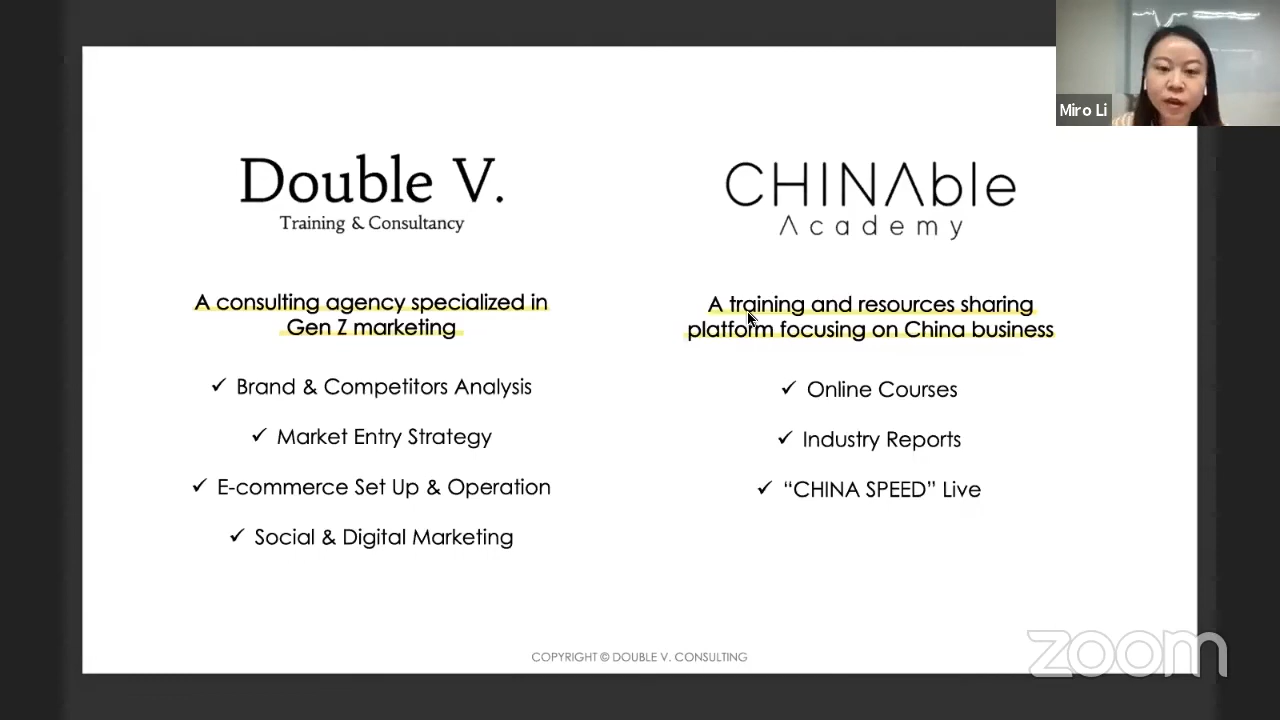 Miro Li
Double V.
Training & Consultancy
A consulting agency specialized in
Gen Z marketing
✓ Brand & Competitors Analysis
✓ Market Entry Strategy
✓ E-commerce Set Up & Operation
✓ Social & Digital Marketing
CHINΛble
Λcademy
A training and resources sharing
platform focusing on China business
✓ Online Courses
✓ Industry Reports
✓ “CHINA SPEED” Live
COPYRIGHT © DOUBLE V. CONSULTING
zoom